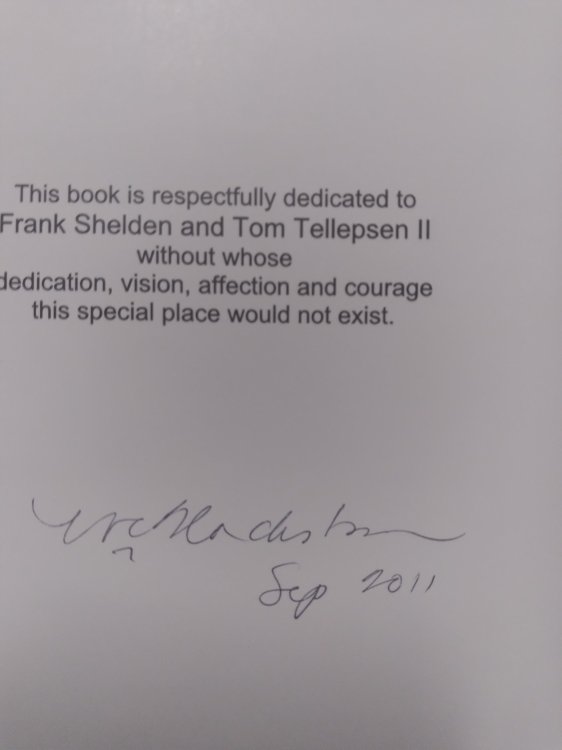 This book is respectfully dedicated to
Frank Shelden and Tom Tellepsen II
without whose
dedication, vision, affection and courage
this special place would not exist.
Sep 2011